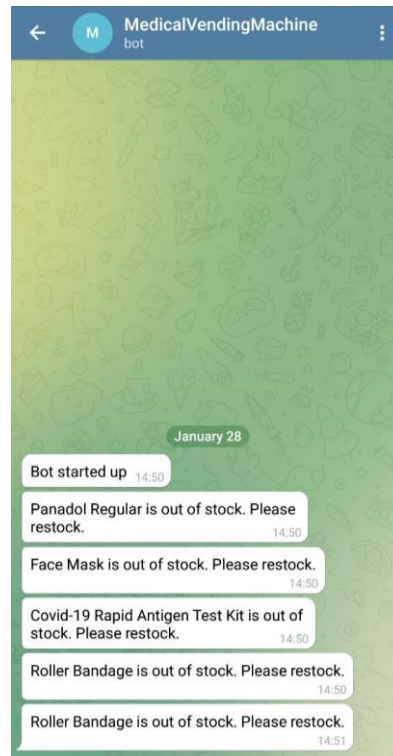 M
MedicalVendingMachine
bot
January 28
Bot started up 14:50
Panadol Regular is out of stock. Please
restock.
14:50
Face Mask is out of stock. Please restock.
14:50
Covid-19 Rapid Antigen Test Kit is out of
stock. Please restock.
14:50
Roller Bandage is out of stock. Please restock.
14:50
Roller Bandage is out of stock. Please restock.
14:51